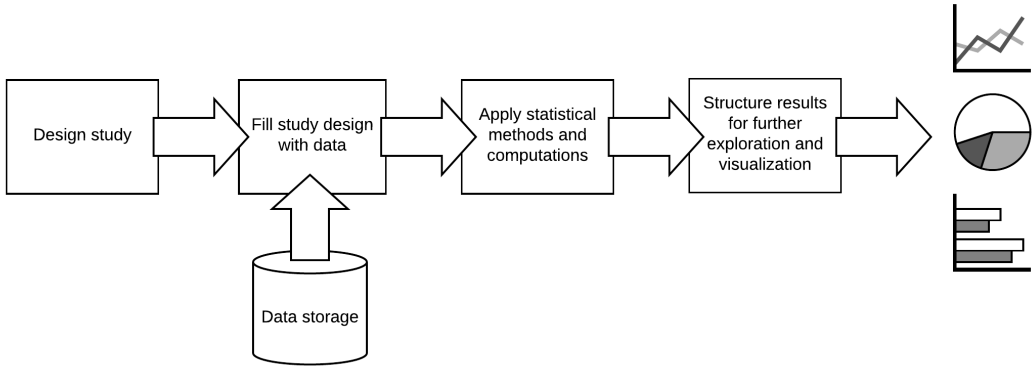 Design study
Fill study design
with data
Apply statistical
methods and
computations
Structure results
for further
exploration and
visualization
Data storage